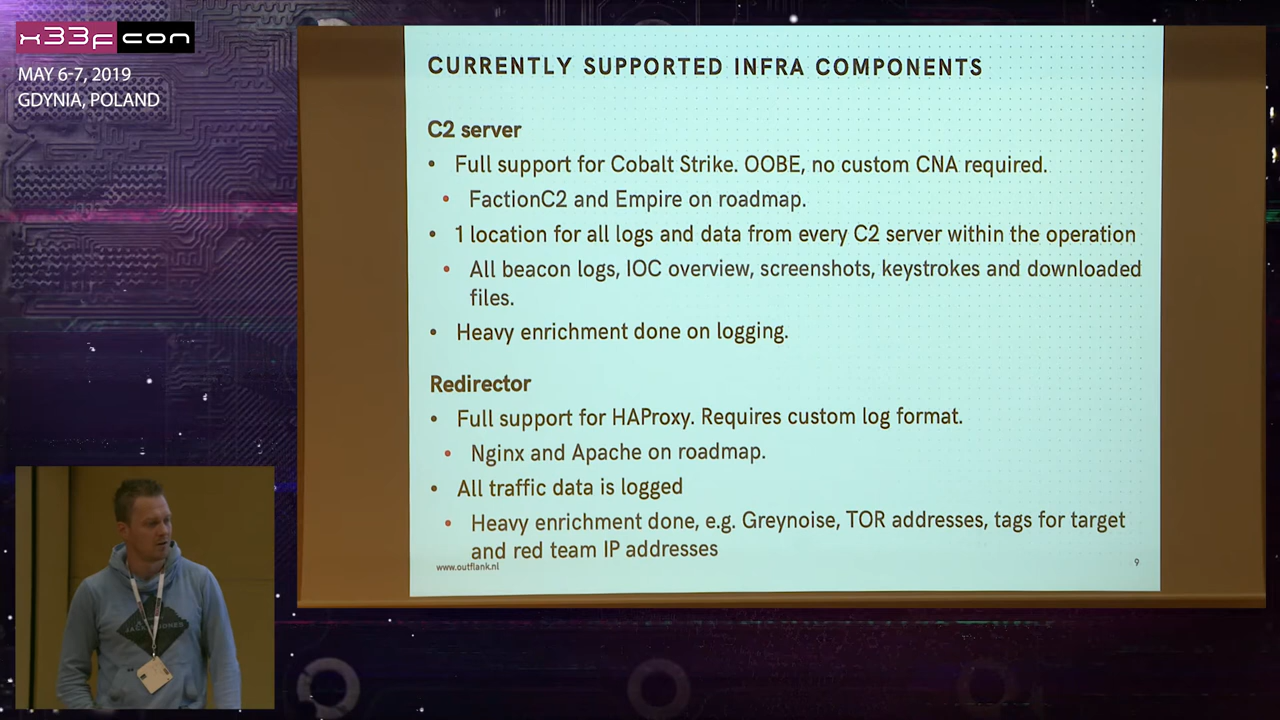 x33fcon
MAY 6-7, 2019
GDYNIA, POLAND
CURRENTLY SUPPORTED INFRA COMPONENTS
C2 server
• Full support for Cobalt Strike. OOBE, no custom CNA required.
• FactionC2 and Empire on roadmap.
• 1 location for all logs and data from every C2 server within the operation
• All beacon logs, IOC overview, screenshots, keystrokes and downloaded
files.
• Heavy enrichment done on logging.
Redirector
• Full support for HAProxy. Requires custom log format.
• Nginx and Apache on roadmap.
• All traffic data is logged
• Heavy enrichment done, e.g. Greynoise, TOR addresses, tags for target
and red team IP addresses
www.outflank.nl
9